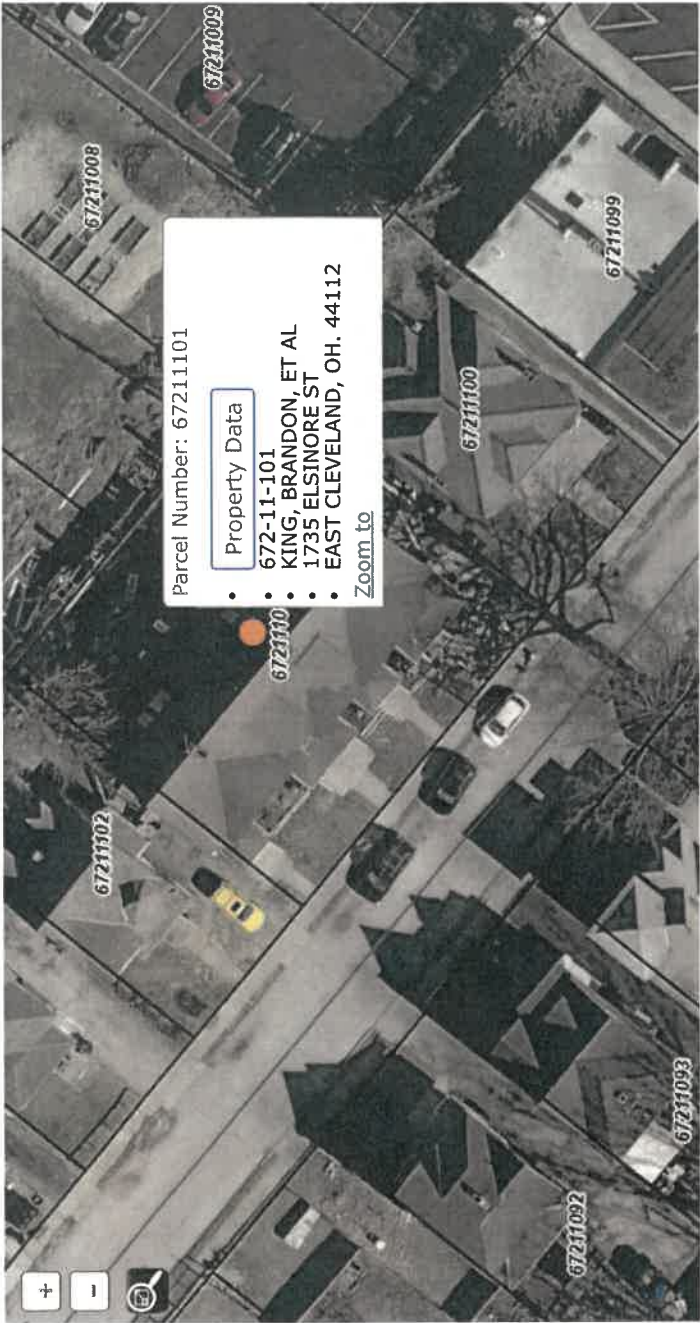 Parcel Number: 67211101
Property Data
• 672-11-101
• KING, BRANDON, ET AL
• 1735 ELSINORE ST
• EAST CLEVELAND, OH. 44112
Zoom to
67211008
67211009
67211102
6721110
67211100
67211099
67211092
67211093
+
−